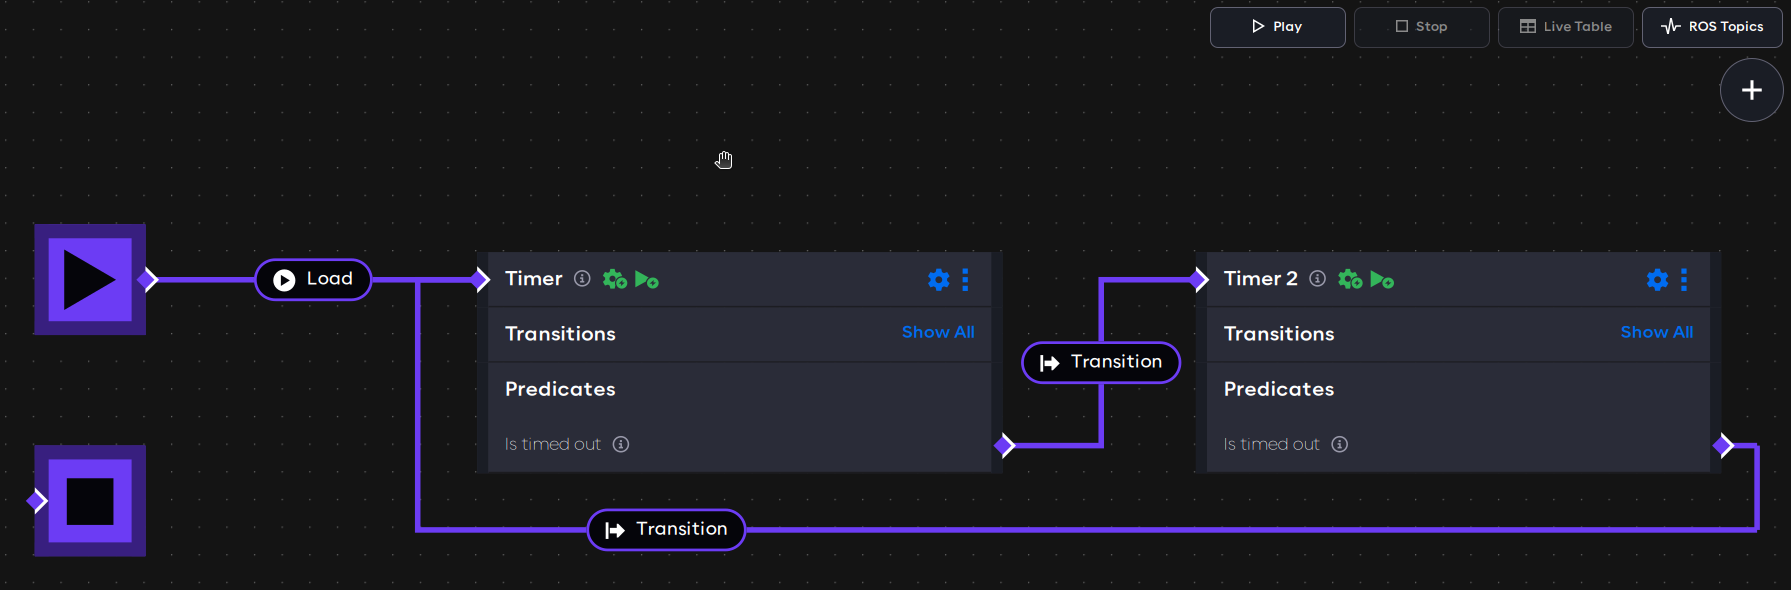 Play
Stop
Live Table
ROS Topics
Load
Timer
Transitions
Show All
Predicates
Is timed out
Transition
Timer 2
Transitions
Show All
Predicates
Is timed out
Transition